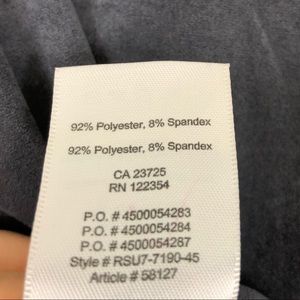 92% Polyester, 8% Spandex
92% Polyester, 8% Spandex
CA 23725
RN 122354
P.O. # 4500054283
P.O. # 4500054284
P.O. # 4500054287
Style # RSU7-7190-45
Article # 58127